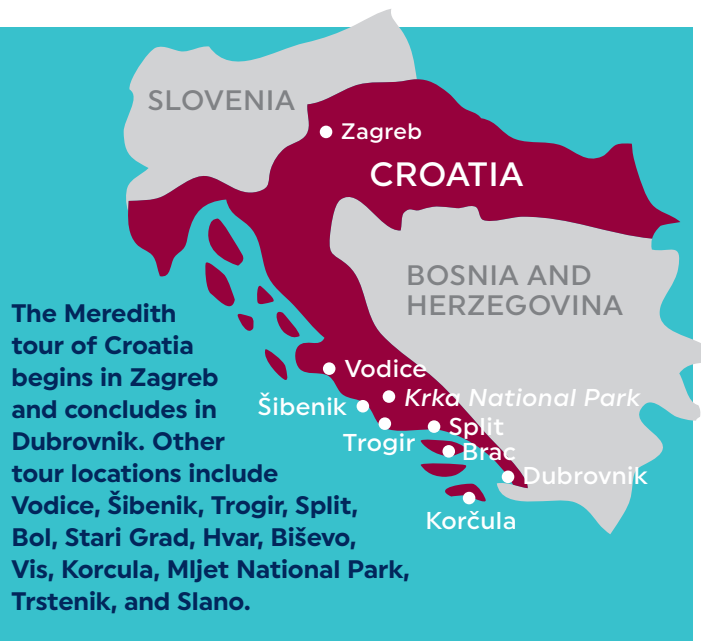 SLOVENIA
Zagreb
CROATIA
BOSNIA AND
HERZEGOVINA
The Meredith
tour of Croatia
begins in Zagreb
and concludes in
Dubrovnik. Other
tour locations include
Vodice, Šibenik, Trogir, Split,
Bol, Stari Grad, Hvar, Biševo,
Vis, Korcula, Mljet National Park,
Trstenik, and Slano.
Vodice
Krka National Park
Šibenik
Trogir
Split
Brac
Dubrovnik
Korčula